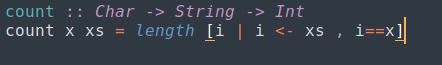 count :: Char -> String -> Int
count x xs = length [i | i <- xs , i==x]